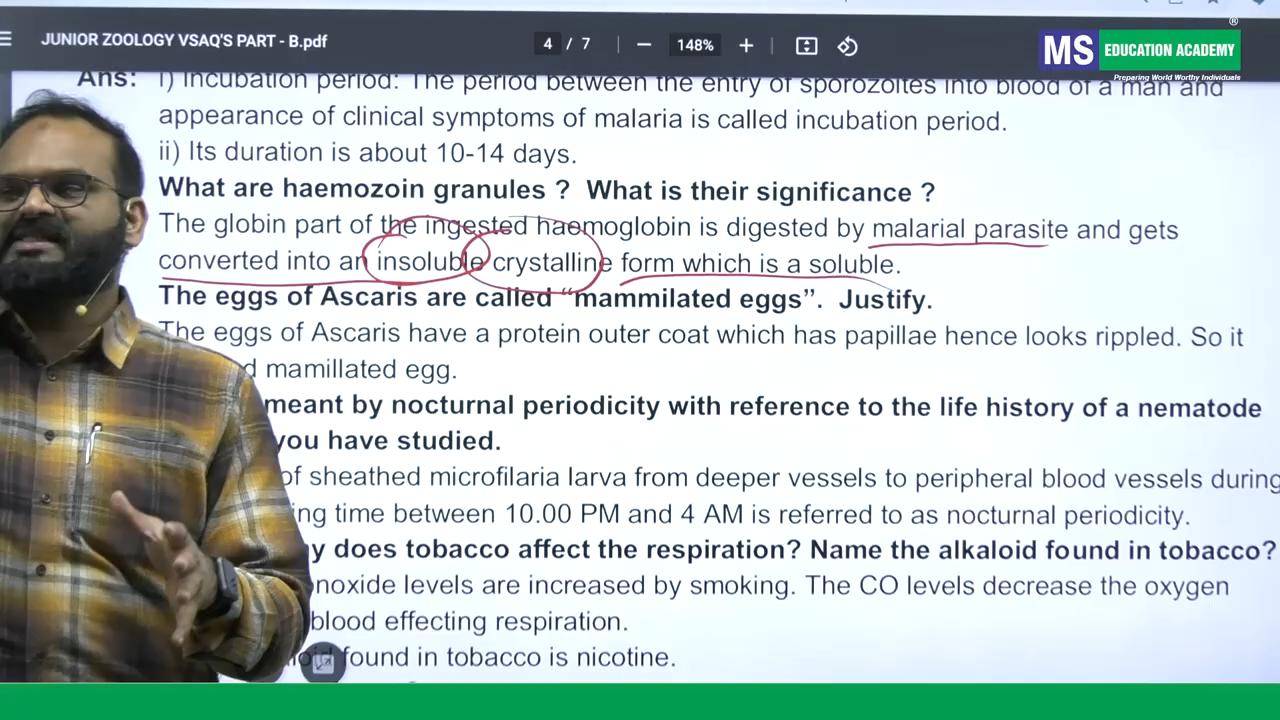 JUNIOR ZOOLOGY VSAQ'S PART - B.pdf
4 / 7
148%
®
MS EDUCATION ACADEMY
Preparing World Worthy Individuals
Ans: i) Incubation period: The period between the entry of sporozoites into blood of a man and
appearance of clinical symptoms of malaria is called incubation period.
ii) Its duration is about 10-14 days.
What are haemozoin granules ? What is their significance ?
The globin part of the ingested haemoglobin is digested by malarial parasite and gets
converted into an insoluble crystalline form which is a soluble.
The eggs of Ascaris are called “mammilated eggs”. Justify.
The eggs of Ascaris have a protein outer coat which has papillae hence looks rippled. So it
d mamillated egg.
meant by nocturnal periodicity with reference to the life history of a nematode
you have studied.
of sheathed microfilaria larva from deeper vessels to peripheral blood vessels during
ing time between 10.00 PM and 4 AM is referred to as nocturnal periodicity.
y does tobacco affect the respiration? Name the alkaloid found in tobacco?
noxide levels are increased by smoking. The CO levels decrease the oxygen
blood effecting respiration.
found in tobacco is nicotine.